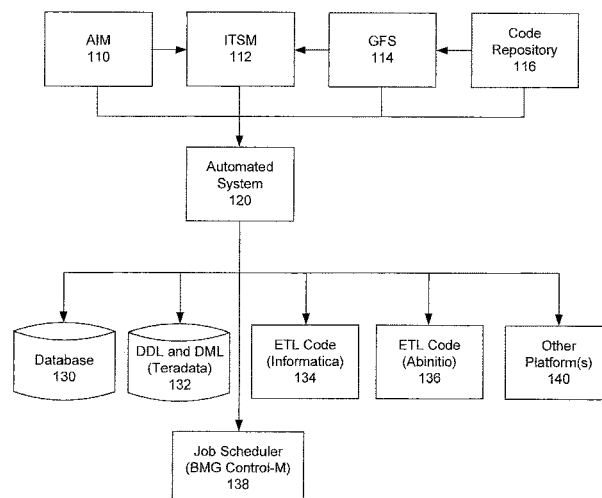 AIM
110
ITSM
112
GFS
114
Code
Repository
116
Automated
System
120
Database
130
DDL and DML
(Teradata)
132
ETL Code
(Informatica)
134
ETL Code
(Abinitio)
136
Other
Platform(s)
140
Job Scheduler
(BMG Control-M)
138